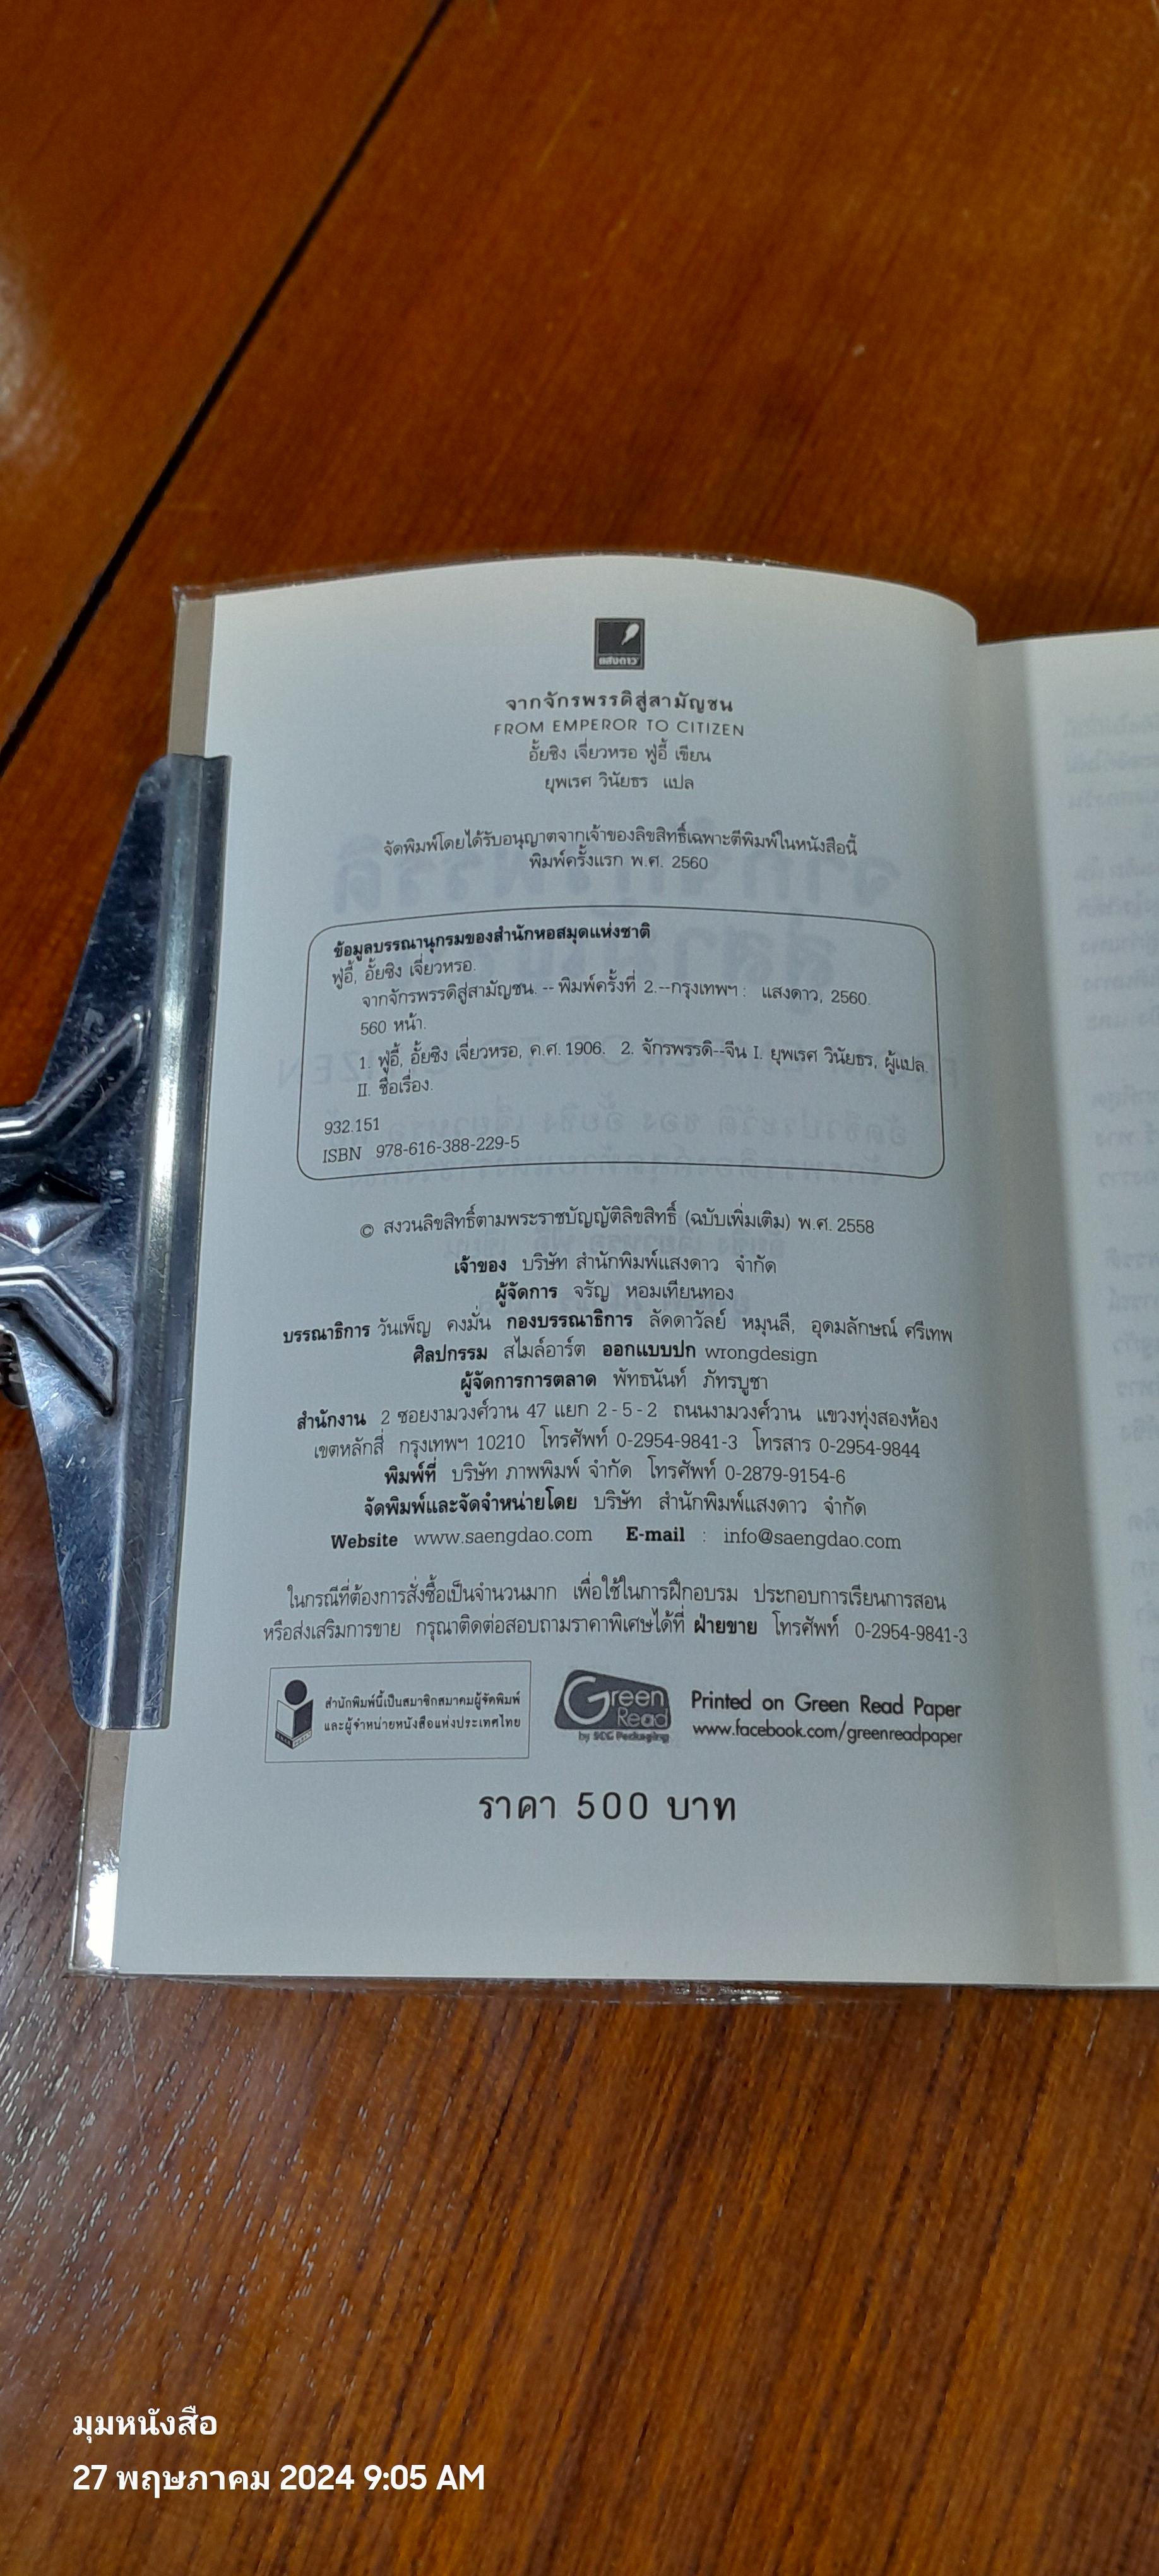 แสงดาว
จากจักรพรรดิสู่สามัญชน
FROM EMPEROR TO CITIZEN
อั้ยซิง เจี่ยวหรอ ฟูอี้ เขียน
ยุพเรศ วินัยธร แปล
จัดพิมพ์โดยได้รับอนุญาตจากเจ้าของลิขสิทธิ์เฉพาะตีพิมพ์ในหนังสือนี้
พิมพ์ครั้งแรก พ.ศ. 2560
ข้อมูลบรรณานุกรมของสำนักหอสมุดแห่งชาติ
ฟูอี้, อั้ยซิง เจี่ยวหรอ.
จากจักรพรรดิสู่สามัญชน. -- พิมพ์ครั้งที่ 2.--กรุงเทพฯ : แสงดาว, 2560.
560 หน้า.
1. ฟูอี้, อั้ยซิง เจี่ยวหรอ, ค.ศ. 1906. 2. จักรพรรดิ--จีน I. ยุพเรศ วินัยธร, ผู้แปล.
II. ชื่อเรื่อง.
932.151
ISBN 978-616-388-229-5
© สงวนลิขสิทธิ์ตามพระราชบัญญัติลิขสิทธิ์ (ฉบับเพิ่มเติม) พ.ศ. 2558
เจ้าของ บริษัท สำนักพิมพ์แสงดาว จำกัด
ผู้จัดการ จรัญ หอมเทียนทอง
บรรณาธิการ วันเพ็ญ คงมั่น กองบรรณาธิการ ลัดดาวัลย์ หมุนลี, อุดมลักษณ์ ศรีเทพ
ศิลปกรรม สไมล์อาร์ต ออกแบบปก wrongdesign
ผู้จัดการการตลาด พัทธนันท์ ภัทรบูชา
สำนักงาน 2 ซอยงามวงศ์วาน 47 แยก 2 - 5 - 2 ถนนงามวงศ์วาน แขวงทุ่งสองห้อง
เขตหลักสี่ กรุงเทพฯ 10210 โทรศัพท์ 0-2954-9841-3 โทรสาร 0-2954-9844
พิมพ์ที่ บริษัท ภาพพิมพ์ จำกัด โทรศัพท์ 0-2879-9154-6
จัดพิมพ์และจัดจำหน่ายโดย บริษัท สำนักพิมพ์แสงดาว จำกัด
Website www.saengdao.com E-mail : info@saengdao.com
ในกรณีที่ต้องการสั่งซื้อเป็นจำนวนมาก เพื่อใช้ในการฝึกอบรม ประกอบการเรียนการสอน
หรือส่งเสริมการขาย กรุณาติดต่อสอบถามราคาพิเศษได้ที่ ฝ่ายขาย โทรศัพท์ 0-2954-9841-3
สำนักพิมพ์นี้เป็นสมาชิกสมาคมผู้จัดพิมพ์
และผู้จำหน่ายหนังสือแห่งประเทศไทย
Green Read
by SCG Packaging
Printed on Green Read Paper
www.facebook.com/greenreadpaper
ราคา 500 บาท
มุมหนังสือ
27 พฤษภาคม 2024 9:05 AM